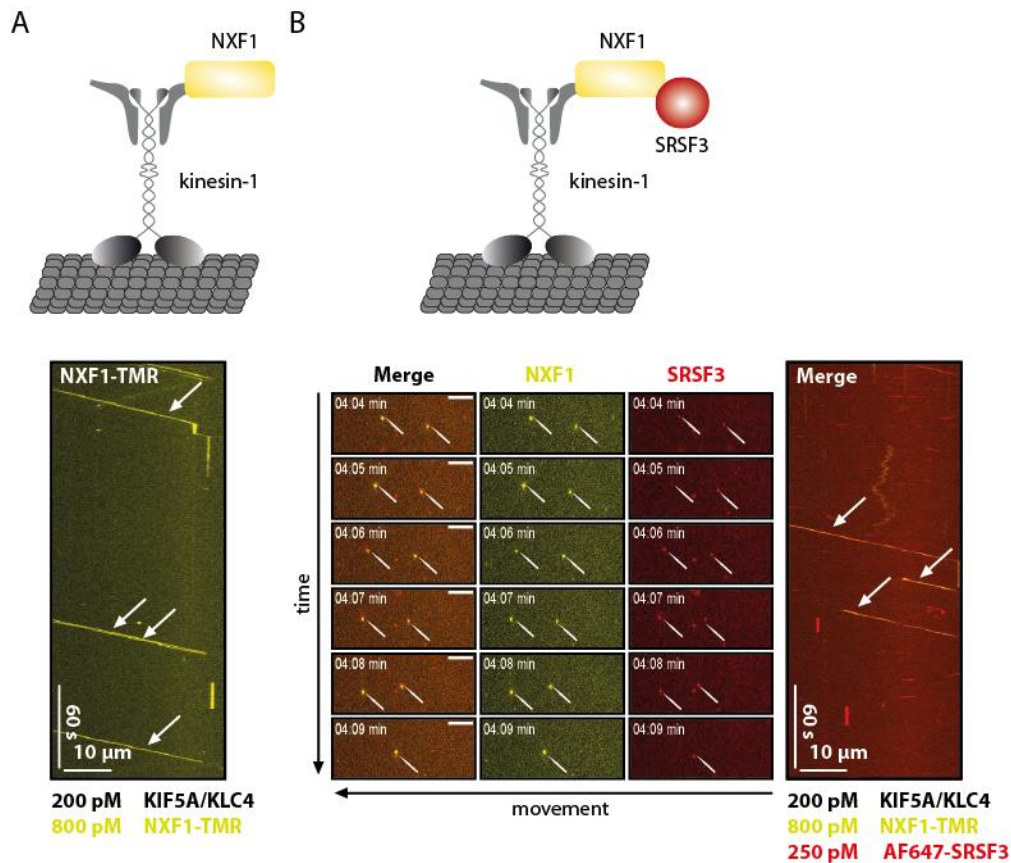 A
NXF1
kinesin-1
B
NXF1
SRSF3
kinesin-1
NXF1-TMR
60 s
10 µm
200 pM KIF5A/KLC4
800 pM NXF1-TMR
Merge NXF1 SRSF3
04:04 min 04:04 min 04:04 min
04:05 min 04:05 min 04:05 min
04:06 min 04:06 min 04:06 min
04:07 min 04:07 min 04:07 min
04:08 min 04:08 min 04:08 min
04:09 min 04:09 min 04:09 min
time
movement
Merge
60 s
10 µm
200 pM KIF5A/KLC4
800 pM NXF1-TMR
250 pM AF647-SRSF3